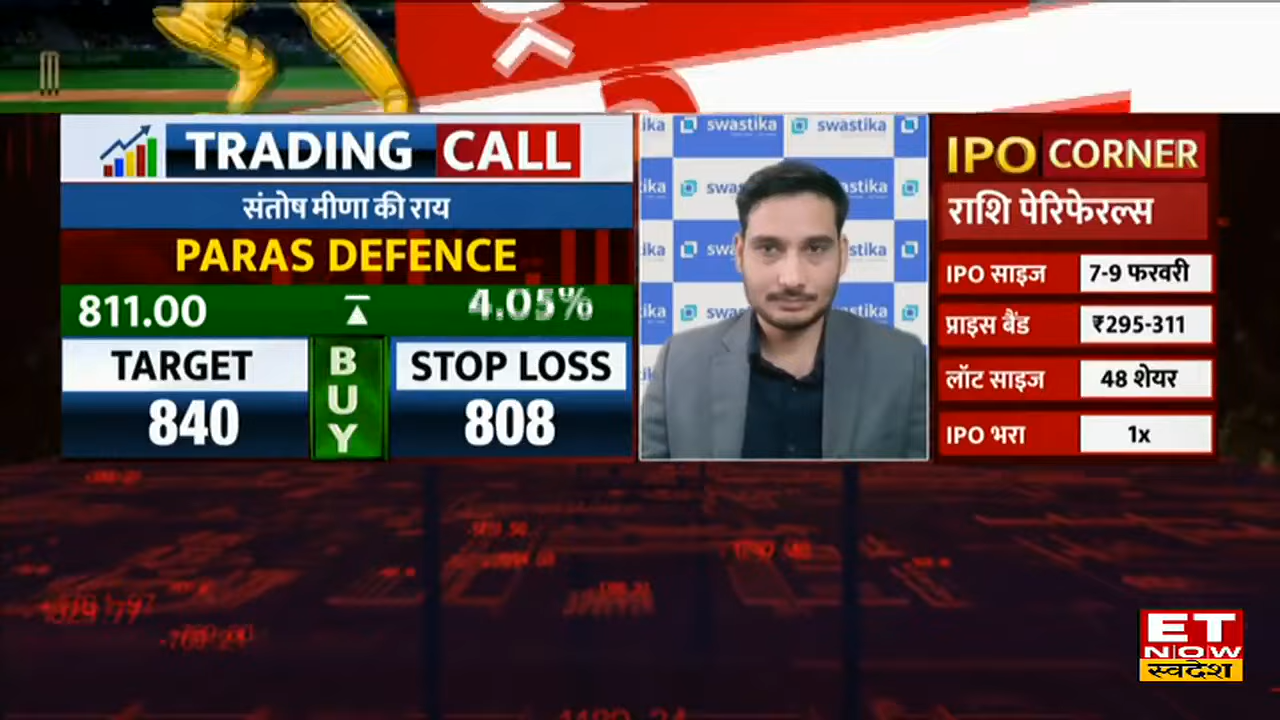 TRADING CALL
संतोष मीणा की राय
PARAS DEFENCE
811.00 4.05%
TARGET
840
BUY
STOP LOSS
808
swastika swastika
IPO CORNER
राशि पेरिफेरल्स
IPO साइज 7-9 फरवरी
प्राइस बैंड ₹295-311
लॉट साइज 48 शेयर
IPO भरा 1x
ET
NOW
स्वदेश